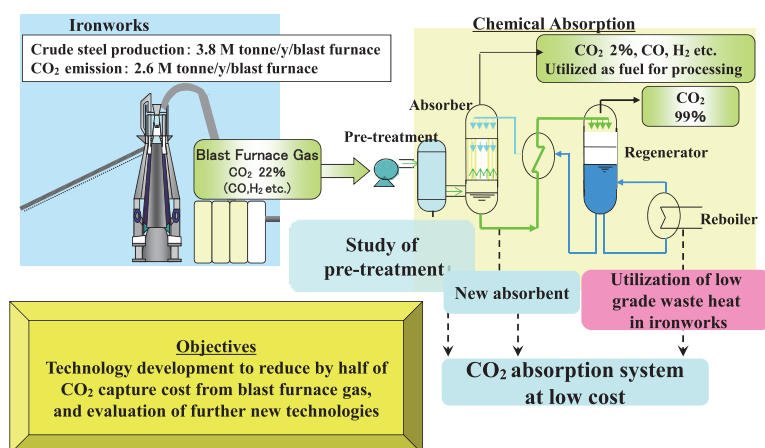 Ironworks
Crude steel production: 3.8 M tonne/y/blast furnace
CO₂ emission: 2.6 M tonne/y/blast furnace
Chemical Absorption
CO₂ 2%, CO, H₂ etc.
Utilized as fuel for processing
Absorber
CO₂
99%
Pre-treatment
Regenerator
Blast Furnace Gas
CO₂ 22%
(CO,H₂ etc.)
Reboiler
Study of
pre-treatment
New absorbent
Utilization of low
grade waste heat
in ironworks
Objectives
Technology development to reduce by half of
CO₂ capture cost from blast furnace gas,
and evaluation of further new technologies
CO₂ absorption system
at low cost